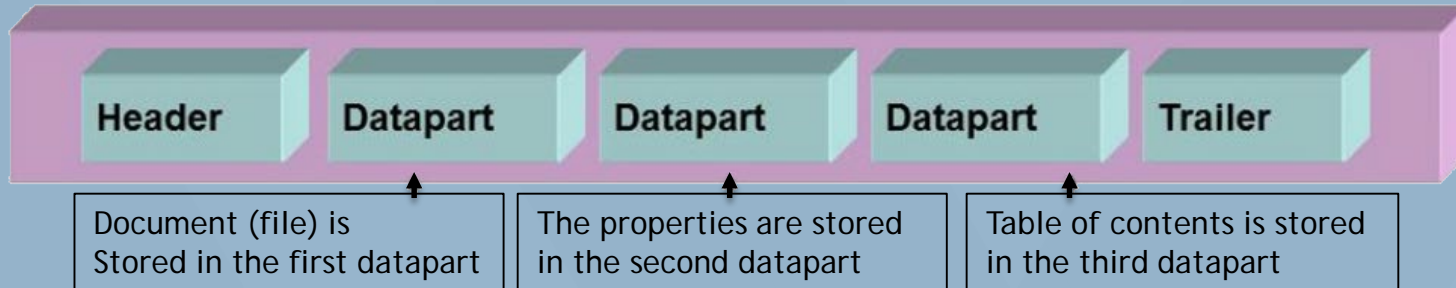 Header Datapart Datapart Datapart Trailer
Document (file) is
Stored in the first datapart
The properties are stored
in the second datapart
Table of contents is stored
in the third datapart